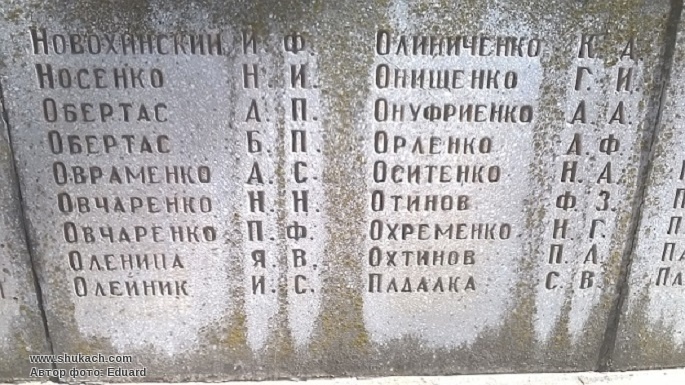 Новоханский И. Ф.
Носенко Н. И.
Обертас А. П.
Обертас Б. П.
Овраменко А. С.
Овчаренко Н. Н.
Овчаренко П. Ф.
Оленица Я. В.
Олейник И. С.
Олиниченко К. А.
Онищенко Г. И.
Онуфриенко А. А.
Орленко Д. Ф.
Оситенко Н. А.
Отинов Ф. З.
Охременко Н. Г.
Охтинов П. А.
Падалка С. В.
www.shukach.com
Автор фото: Eduard